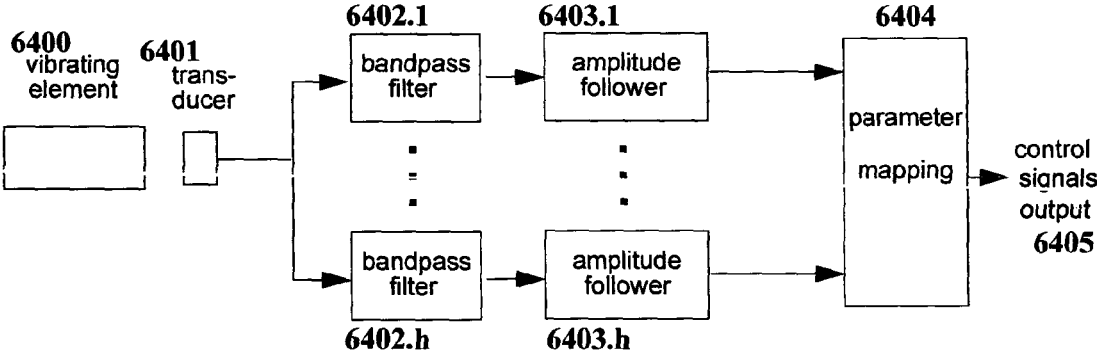 6400
vibrating
element
6401
trans-
ducer
6402.1
bandpass
filter
6403.1
amplitude
follower
6404
parameter
mapping
control
signals
output
6405
bandpass
filter
6402.h
amplitude
follower
6403.h